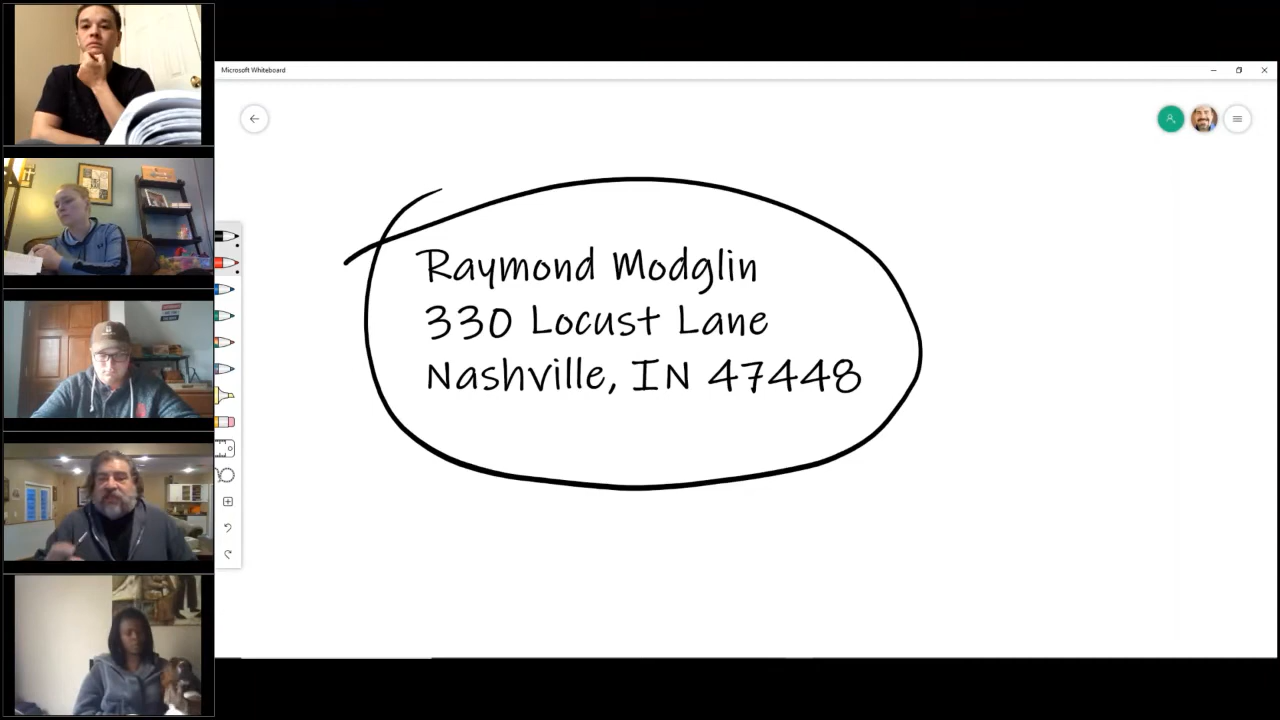 Microsoft Whiteboard
Raymond Modglin
330 Locust Lane
Nashville, IN 47448